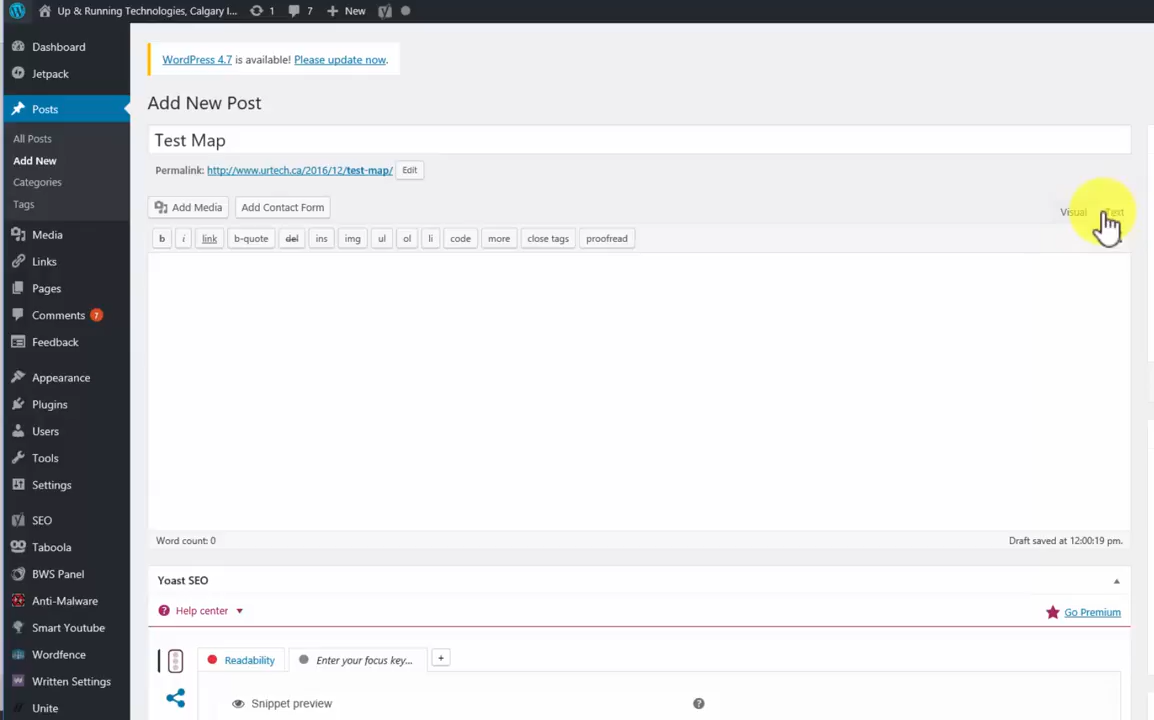 Up & Running Technologies, Calgary I... 1 7 New
Dashboard
Jetpack
Posts
All Posts
Add New
Categories
Tags
Media
Links
Pages
Comments 7
Feedback
Appearance
Plugins
Users
Tools
Settings
SEO
Taboola
BWS Panel
Anti-Malware
Smart Youtube
Wordfence
Written Settings
Unite
WordPress 4.7 is available! Please update now.
Add New Post
Test Map
Permalink: http://www.urtech.ca/2016/12/test-map/ Edit
Add Media Add Contact Form
Visual Text
b i link b-quote del ins img ul ol li code more close tags proofread
Word count: 0 Draft saved at 12:00:19 pm.
Yoast SEO
Help center Go Premium
Readability Enter your focus key... +
Snippet preview